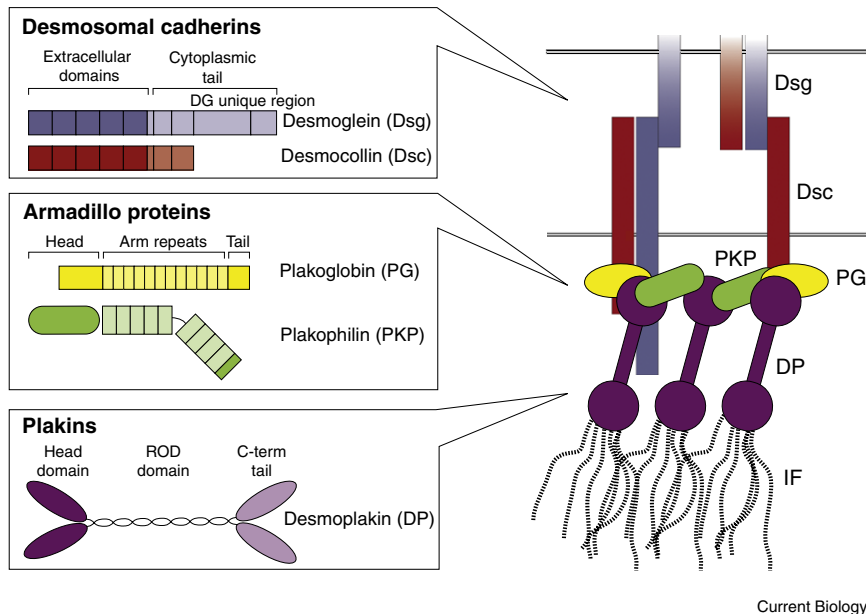 Desmosomal cadherins
Extracellular
domains
Cytoplasmic
tail
DG unique region
Desmoglein (Dsg)
Desmocollin (Dsc)
Armadillo proteins
Head
Arm repeats
Tail
Plakoglobin (PG)
Plakophilin (PKP)
Plakins
Head
domain
ROD
domain
C-term
tail
Desmoplakin (DP)
Dsg
Dsc
PKP
PG
DP
IF
Current Biology